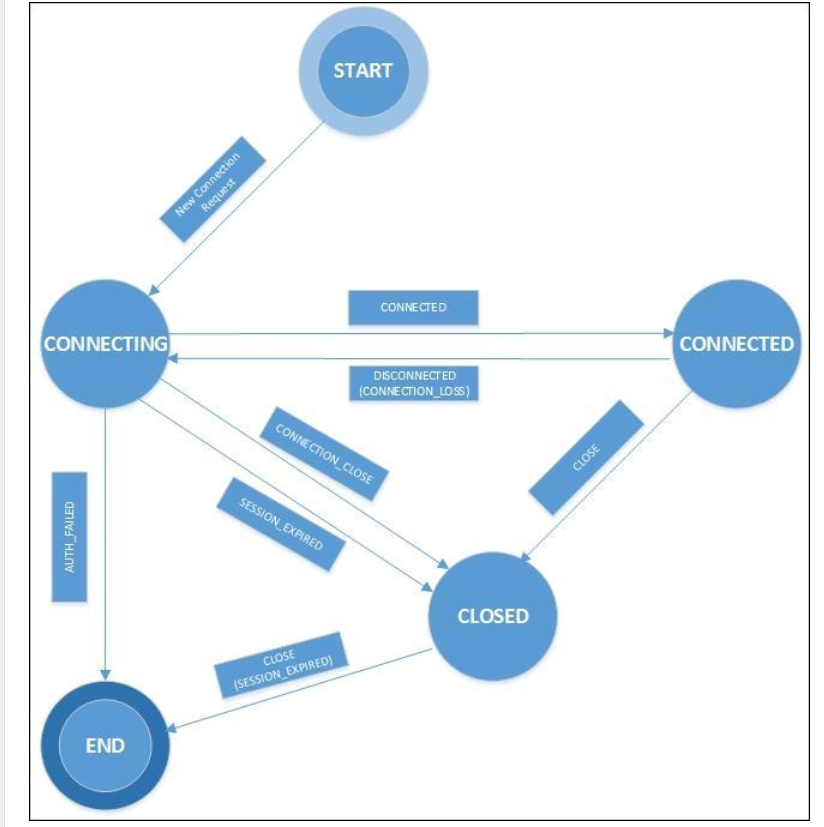 START
New Connection
Request
CONNECTED
CONNECTING
CONNECTED
DISCONNECTED
(CONNECTION_LOSS)
CONNECTION_CLOSE
CLOSE
SESSION_EXPIRED
AUTH_FAILED
CLOSED
CLOSE
(SESSION_EXPIRED)
END